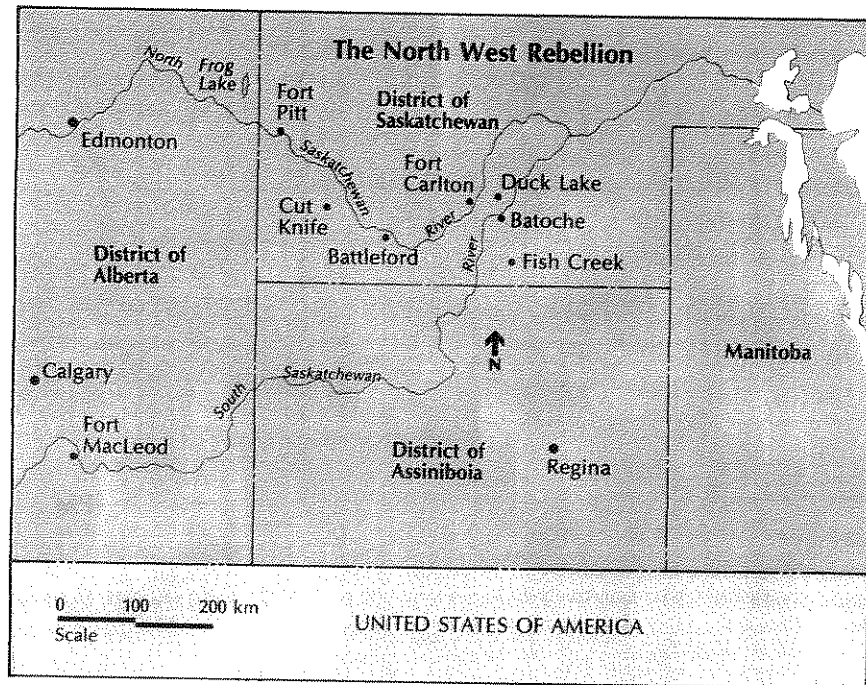 The North West Rebellion
North
Frog
Lake
Fort
Pitt
District of
Saskatchewan
Edmonton
Saskatchewan
Fort
Carlton
Duck Lake
Cut
Knife
River
Batoche
Battleford
River
Fish Creek
District of
Alberta
N
Manitoba
Calgary
South
Saskatchewan
Fort
MacLeod
District of
Assiniboia
Regina
0 100 200 km
Scale
UNITED STATES OF AMERICA